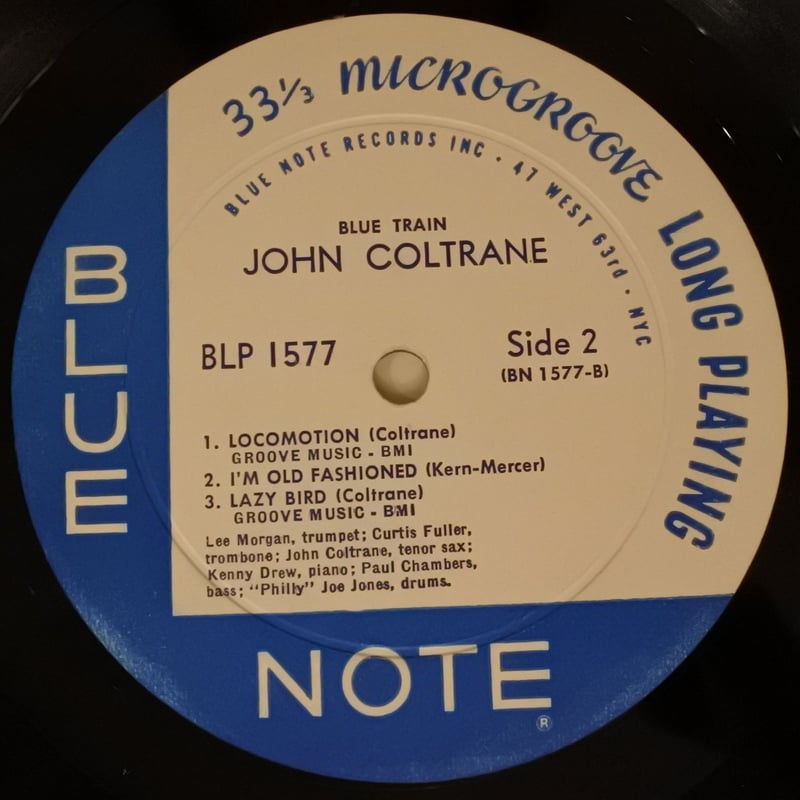 33⅓ MICROGROOVE LONG PLAYING
BLUE NOTE RECORDS INC • 47 WEST 63rd • NYC
BLUE TRAIN
JOHN COLTRANE
BLP 1577
Side 2
(BN 1577-B)
1. LOCOMOTION (Coltrane)
GROOVE MUSIC - BMI
2. I'M OLD FASHIONED (Kern-Mercer)
3. LAZY BIRD (Coltrane)
GROOVE MUSIC - BMI
Lee Morgan, trumpet; Curtis Fuller,
trombone; John Coltrane, tenor sax;
Kenny Drew, piano; Paul Chambers,
bass; "Philly" Joe Jones, drums.
BLUE
NOTE
®